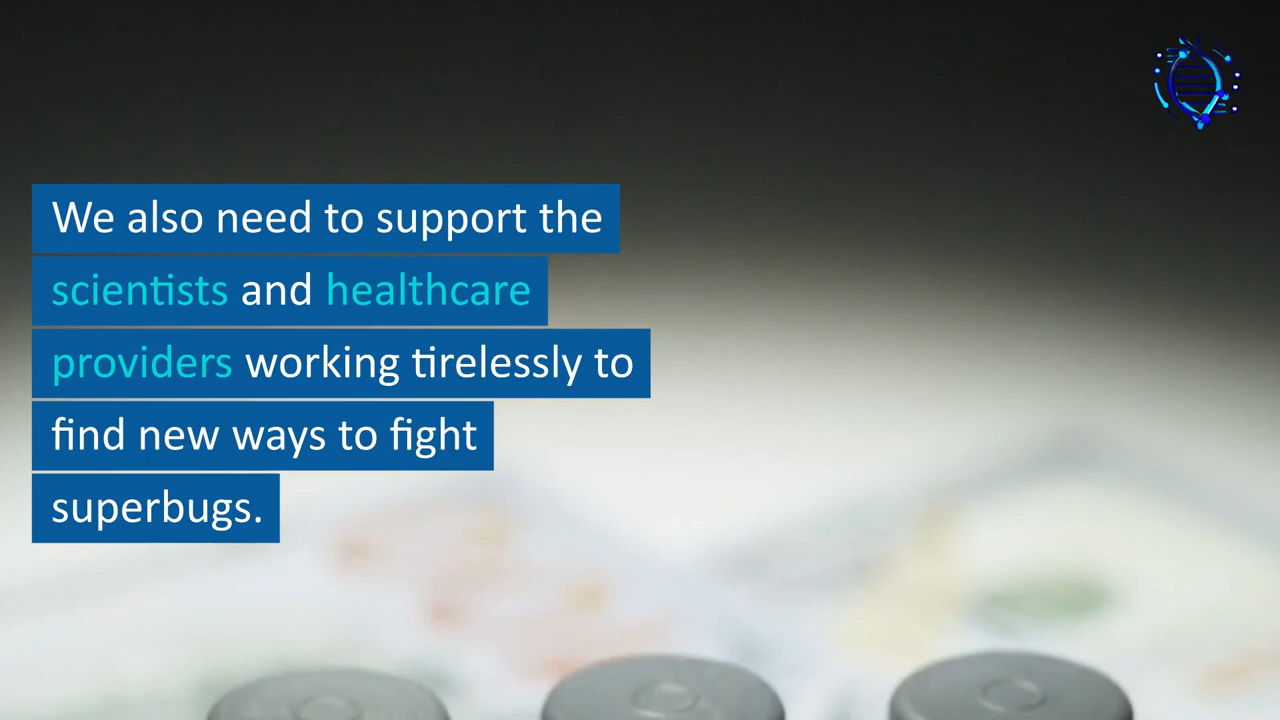 We also need to support the
scientists and healthcare
providers working tirelessly to
find new ways to fight
superbugs.